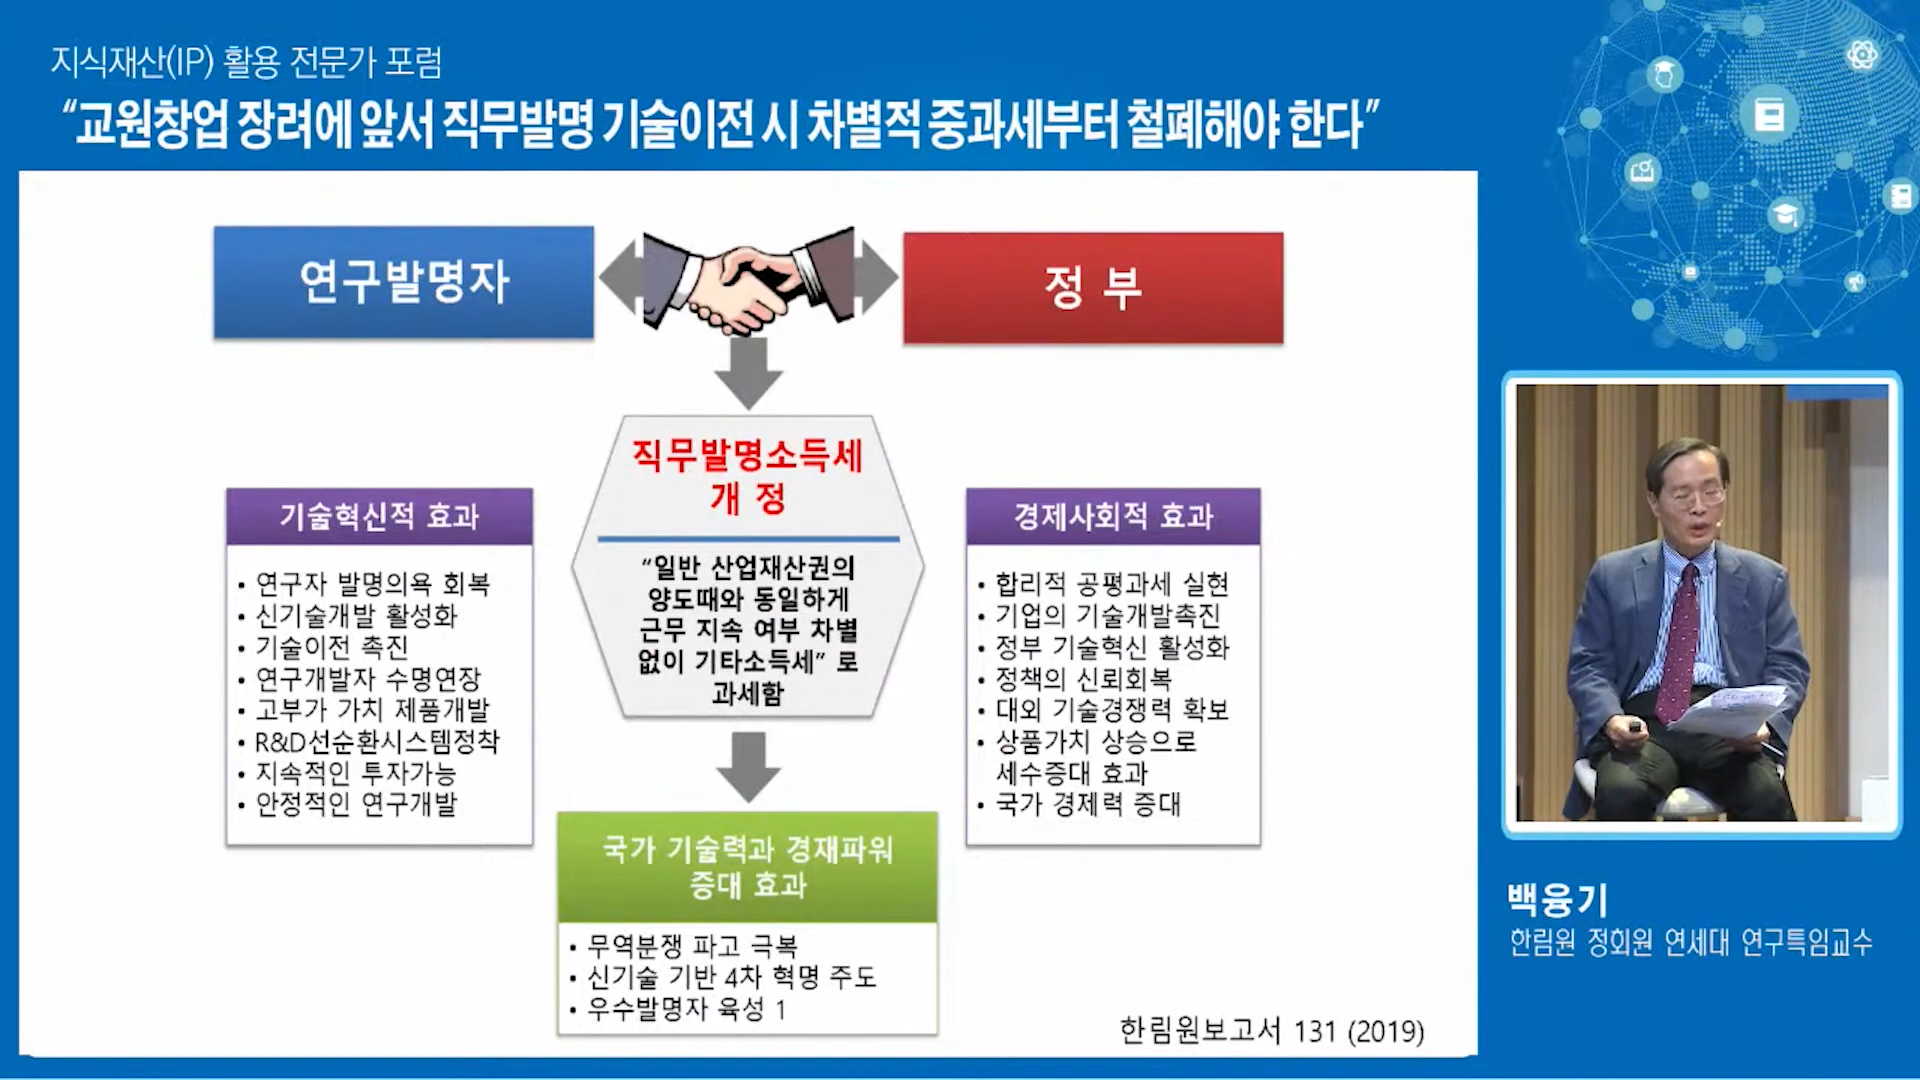 지식재산(IP) 활용 전문가 포럼
“교원창업 장려에 앞서 직무발명 기술이전 시 차별적 중과세부터 철폐해야 한다”
연구발명자
정 부
직무발명소득세
개 정
“일반 산업재산권의
양도때와 동일하게
근무 지속 여부 차별
없이 기타소득세” 로
과세함
기술혁신적 효과
• 연구자 발명의욕 회복
• 신기술개발 활성화
• 기술이전 촉진
• 연구개발자 수명연장
• 고부가 가치 제품개발
• R&D선순환시스템정착
• 지속적인 투자가능
• 안정적인 연구개발
경제사회적 효과
• 합리적 공평과세 실현
• 기업의 기술개발촉진
• 정부 기술혁신 활성화
• 정책의 신뢰회복
• 대외 기술경쟁력 확보
• 상품가치 상승으로
세수증대 효과
• 국가 경제력 증대
국가 기술력과 경재파워
증대 효과
• 무역분쟁 파고 극복
• 신기술 기반 4차 혁명 주도
• 우수발명자 육성 1
한림원보고서 131 (2019)
백융기
한림원 정회원 연세대 연구특임교수